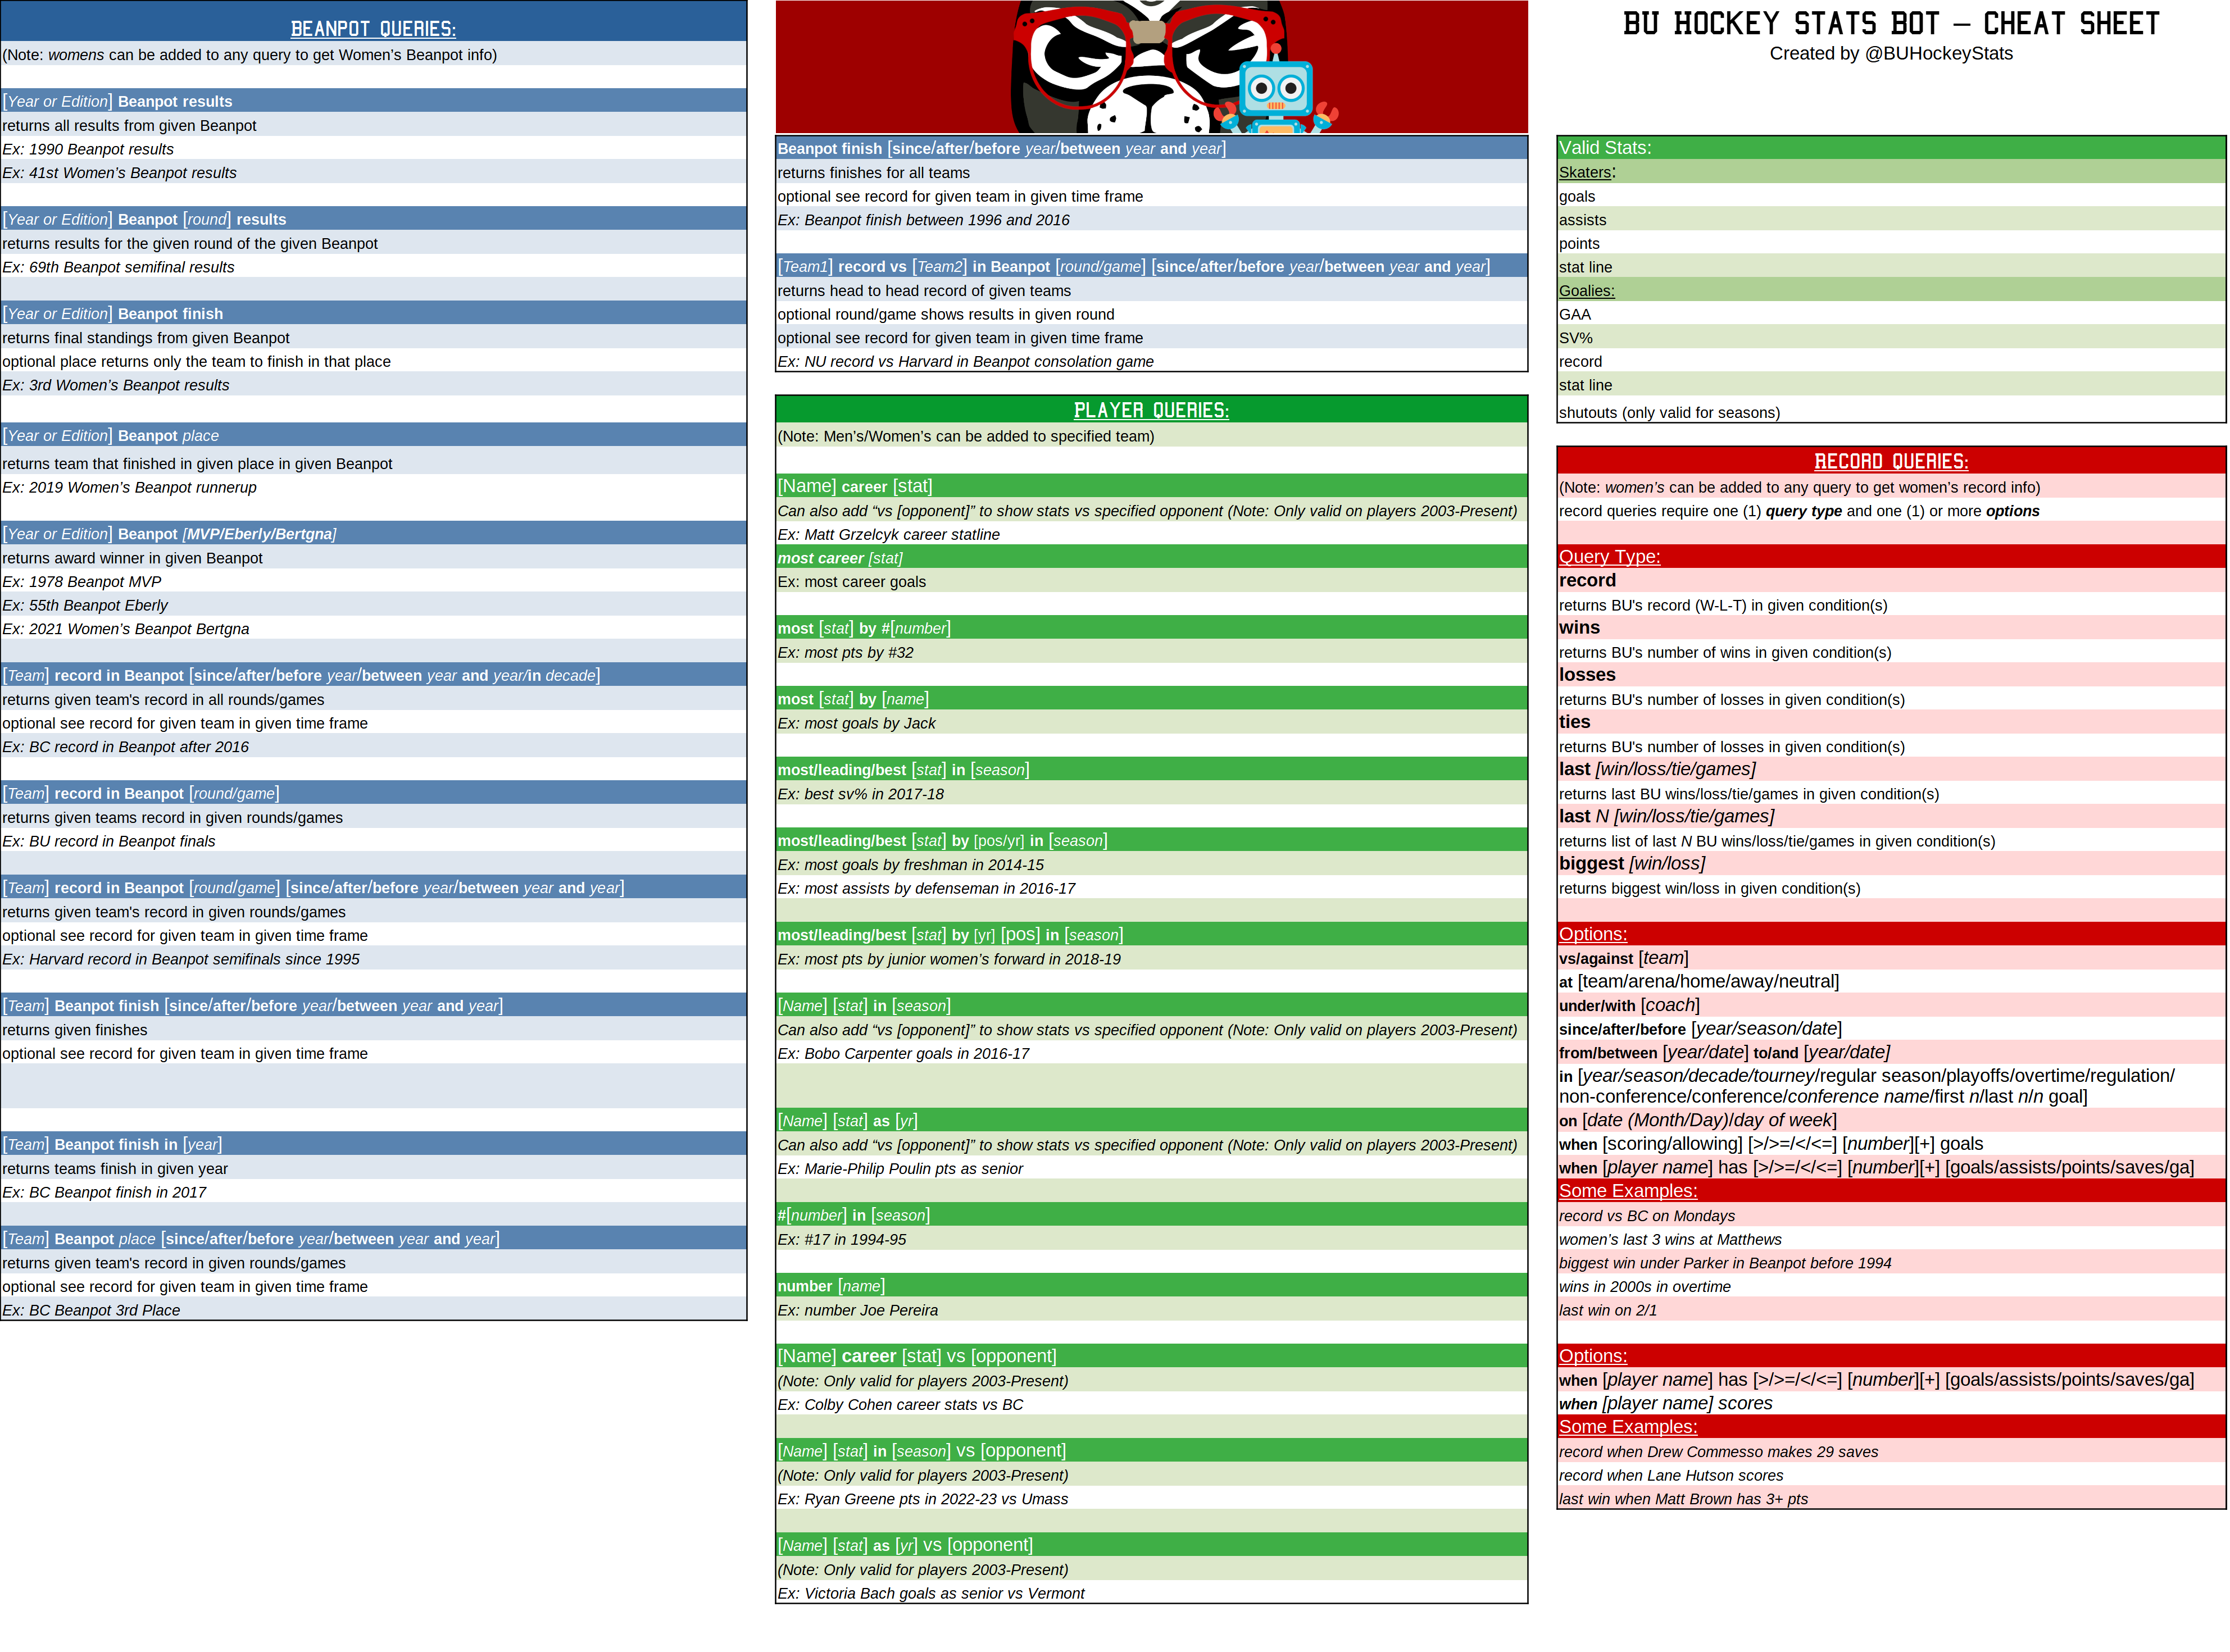 BEANPOT QUERIES:
(Note: womens can be added to any query to get Women’s Beanpot info)
[Year or Edition] Beanpot results
returns all results from given Beanpot
Ex: 1990 Beanpot results
Ex: 41st Women’s Beanpot results
[Year or Edition] Beanpot [round] results
returns results for the given round of the given Beanpot
Ex: 69th Beanpot semifinal results
[Year or Edition] Beanpot finish
returns final standings from given Beanpot
optional place returns only the team to finish in that place
Ex: 3rd Women’s Beanpot results
[Year or Edition] Beanpot place
returns team that finished in given place in given Beanpot
Ex: 2019 Women’s Beanpot runnerup
[Year or Edition] Beanpot [MVP/Eberly/Bertgna]
returns award winner in given Beanpot
Ex: 1978 Beanpot MVP
Ex: 55th Beanpot Eberly
Ex: 2021 Women’s Beanpot Bertgna
[Team] record in Beanpot [since/after/before year/between year and year/in decade]
returns given team's record in all rounds/games
optional see record for given team in given time frame
Ex: BC record in Beanpot after 2016
[Team] record in Beanpot [round/game]
returns given teams record in given rounds/games
Ex: BU record in Beanpot finals
[Team] record in Beanpot [round/game] [since/after/before year/between year and year]
returns given team's record in given rounds/games
optional see record for given team in given time frame
Ex: Harvard record in Beanpot semifinals since 1995
[Team] Beanpot finish [since/after/before year/between year and year]
returns given finishes
optional see record for given team in given time frame
[Team] Beanpot finish in [year]
returns teams finish in given year
Ex: BC Beanpot finish in 2017
[Team] Beanpot place [since/after/before year/between year and year]
returns given team's record in given rounds/games
optional see record for given team in given time frame
Ex: BC Beanpot 3rd Place
Beanpot finish [since/after/before year/between year and year]
returns finishes for all teams
optional see record for given team in given time frame
Ex: Beanpot finish between 1996 and 2016
[Team1] record vs [Team2] in Beanpot [round/game] [since/after/before year/between year and year]
returns head to head record of given teams
optional round/game shows results in given round
optional see record for given team in given time frame
Ex: NU record vs Harvard in Beanpot consolation game
PLAYER QUERIES:
(Note: Men’s/Women’s can be added to specified team)
[Name] career [stat]
Can also add “vs [opponent]” to show stats vs specified opponent (Note: Only valid on players 2003-Present)
Ex: Matt Grzelcyk career statline
most career [stat]
Ex: most career goals
most [stat] by #[number]
Ex: most pts by #32
most [stat] by [name]
Ex: most goals by Jack
most/leading/best [stat] in [season]
Ex: best sv% in 2017-18
most/leading/best [stat] by [pos/yr] in [season]
Ex: most goals by freshman in 2014-15
Ex: most assists by defenseman in 2016-17
most/leading/best [stat] by [yr] [pos] in [season]
Ex: most pts by junior women’s forward in 2018-19
[Name] [stat] in [season]
Can also add “vs [opponent]” to show stats vs specified opponent (Note: Only valid on players 2003-Present)
Ex: Bobo Carpenter goals in 2016-17
[Name] [stat] as [yr]
Can also add “vs [opponent]” to show stats vs specified opponent (Note: Only valid on players 2003-Present)
Ex: Marie-Philip Poulin pts as senior
#[number] in [season]
Ex: #17 in 1994-95
number [name]
Ex: number Joe Pereira
[Name] career [stat] vs [opponent]
(Note: Only valid for players 2003-Present)
Ex: Colby Cohen career stats vs BC
[Name] [stat] in [season] vs [opponent]
(Note: Only valid for players 2003-Present)
Ex: Ryan Greene pts in 2022-23 vs Umass
[Name] [stat] as [yr] vs [opponent]
(Note: Only valid for players 2003-Present)
Ex: Victoria Bach goals as senior vs Vermont
BU HOCKEY STATS BOT – CHEAT SHEET
Created by @BUHockeyStats
Valid Stats:
Skaters:
goals
assists
points
stat line
Goalies:
GAA
SV%
record
stat line
shutouts (only valid for seasons)
RECORD QUERIES:
(Note: women’s can be added to any query to get women’s record info)
record queries require one (1) query type and one (1) or more options
Query Type:
record
returns BU's record (W-L-T) in given condition(s)
wins
returns BU's number of wins in given condition(s)
losses
returns BU's number of losses in given condition(s)
ties
returns BU's number of losses in given condition(s)
last [win/loss/tie/games]
returns last BU wins/loss/tie/games in given condition(s)
last N [win/loss/tie/games]
returns list of last N BU wins/loss/tie/games in given condition(s)
biggest [win/loss]
returns biggest win/loss in given condition(s)
Options:
vs/against [team]
at [team/arena/home/away/neutral]
under/with [coach]
since/after/before [year/season/date]
from/between [year/date] to/and [year/date]
in [year/season/decade/tourney/regular season/playoffs/overtime/regulation/
non-conference/conference/conference name/first n/last n/n goal]
on [date (Month/Day)/day of week]
when [scoring/allowing] [>/>=/</<=] [number][+] goals
when [player name] has [>/>=/</<=] [number][+] [goals/assists/points/saves/ga]
Some Examples:
record vs BC on Mondays
women’s last 3 wins at Matthews
biggest win under Parker in Beanpot before 1994
wins in 2000s in overtime
last win on 2/1
Options:
when [player name] has [>/>=/</<=] [number][+] [goals/assists/points/saves/ga]
when [player name] scores
Some Examples:
record when Drew Commesso makes 29 saves
record when Lane Hutson scores
last win when Matt Brown has 3+ pts